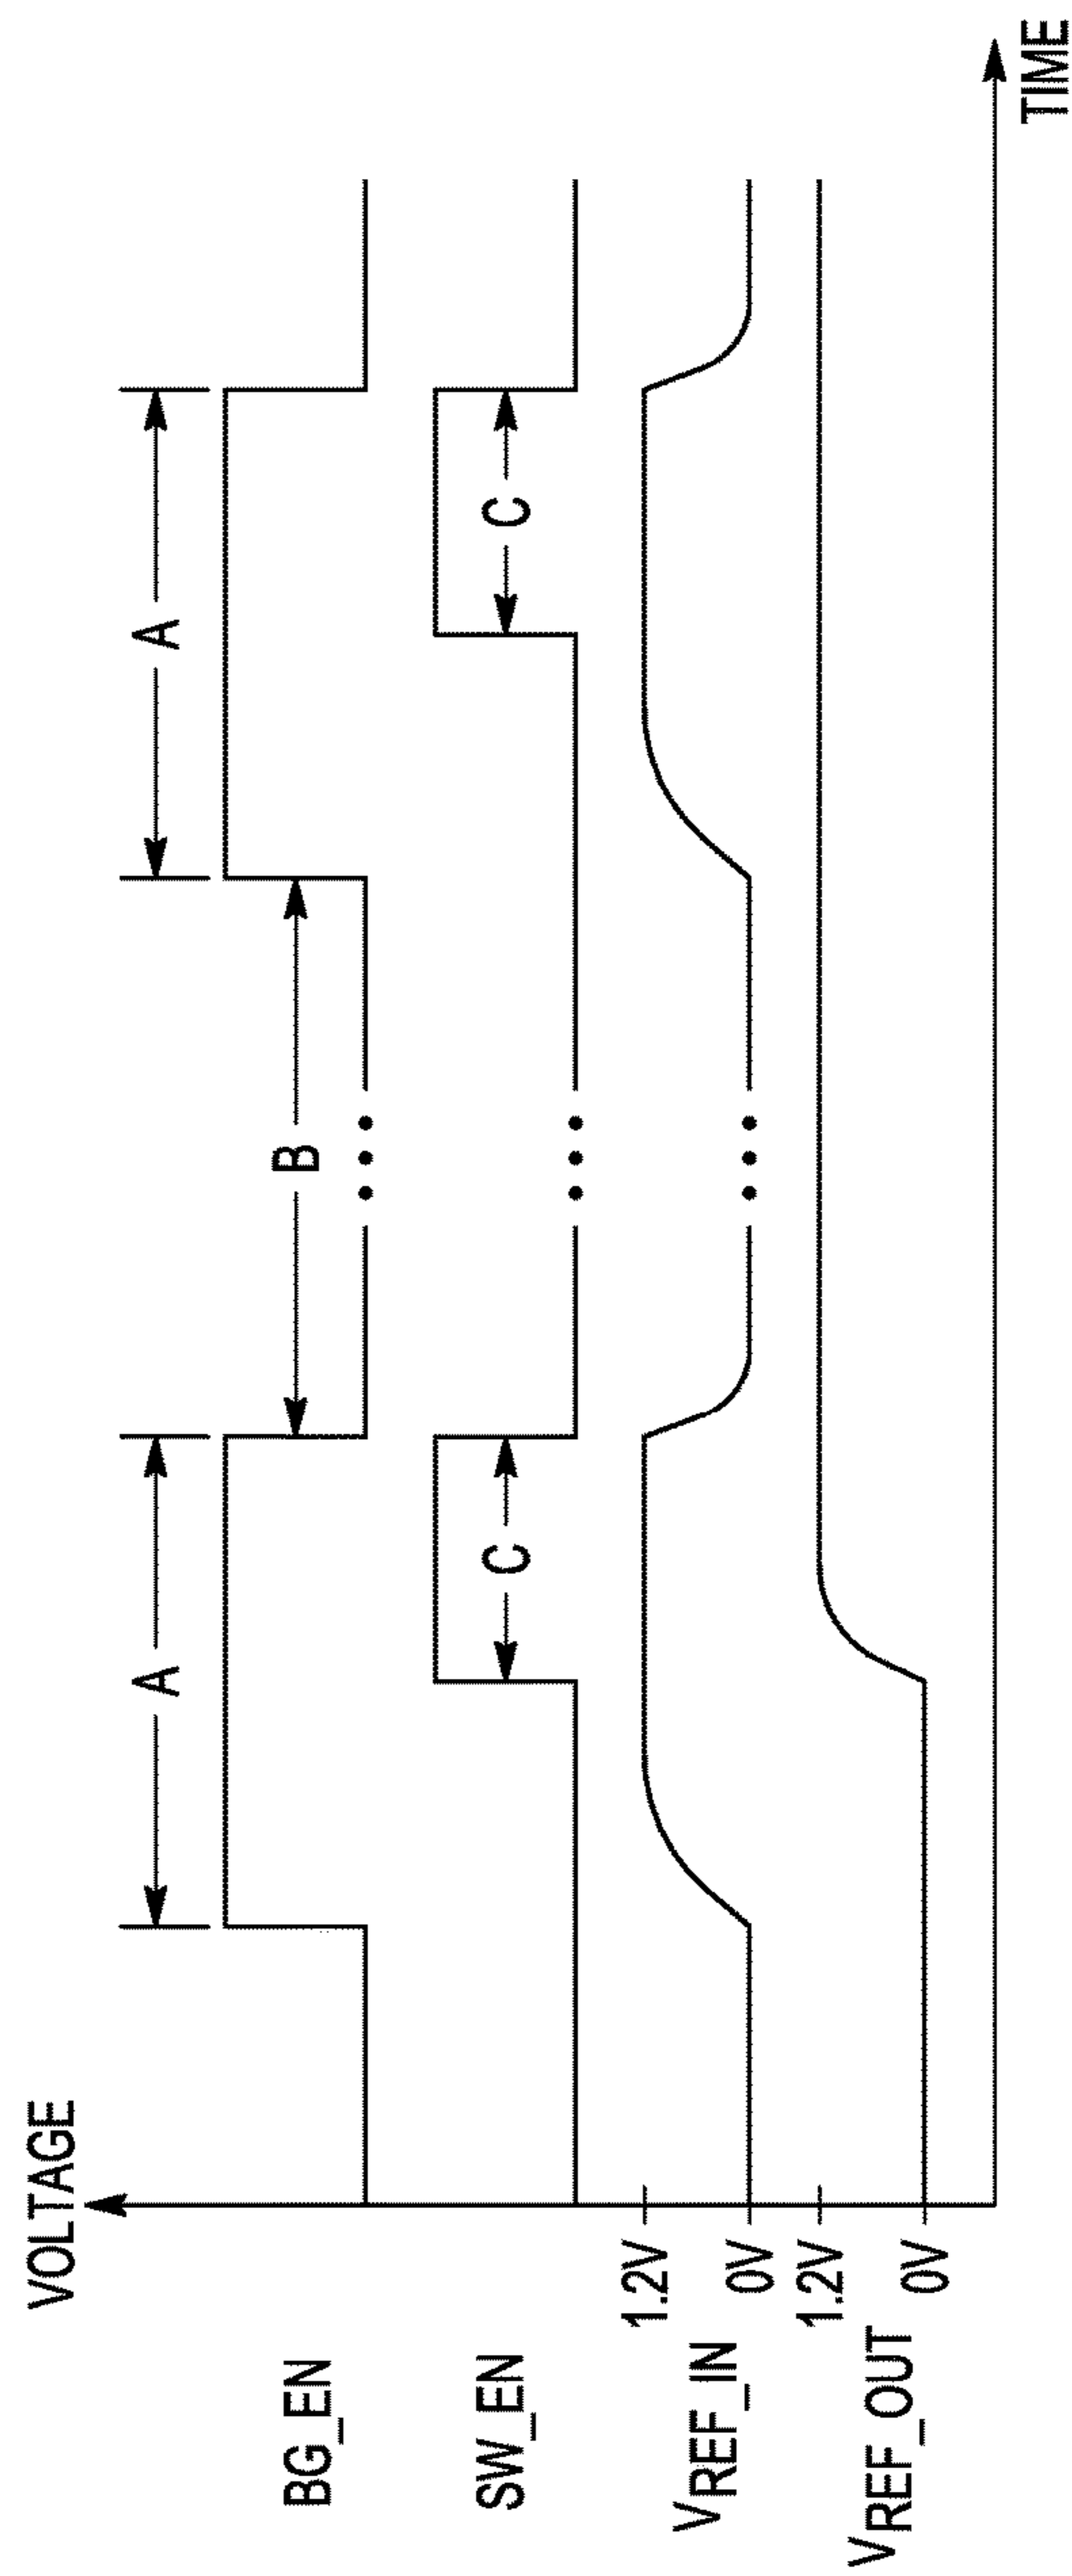 VOLTAGE
A
A
B
BG_EN
C
C
SW_EN
1.2V
VREF_IN
0V
1.2V
VREF_OUT
0V
TIME